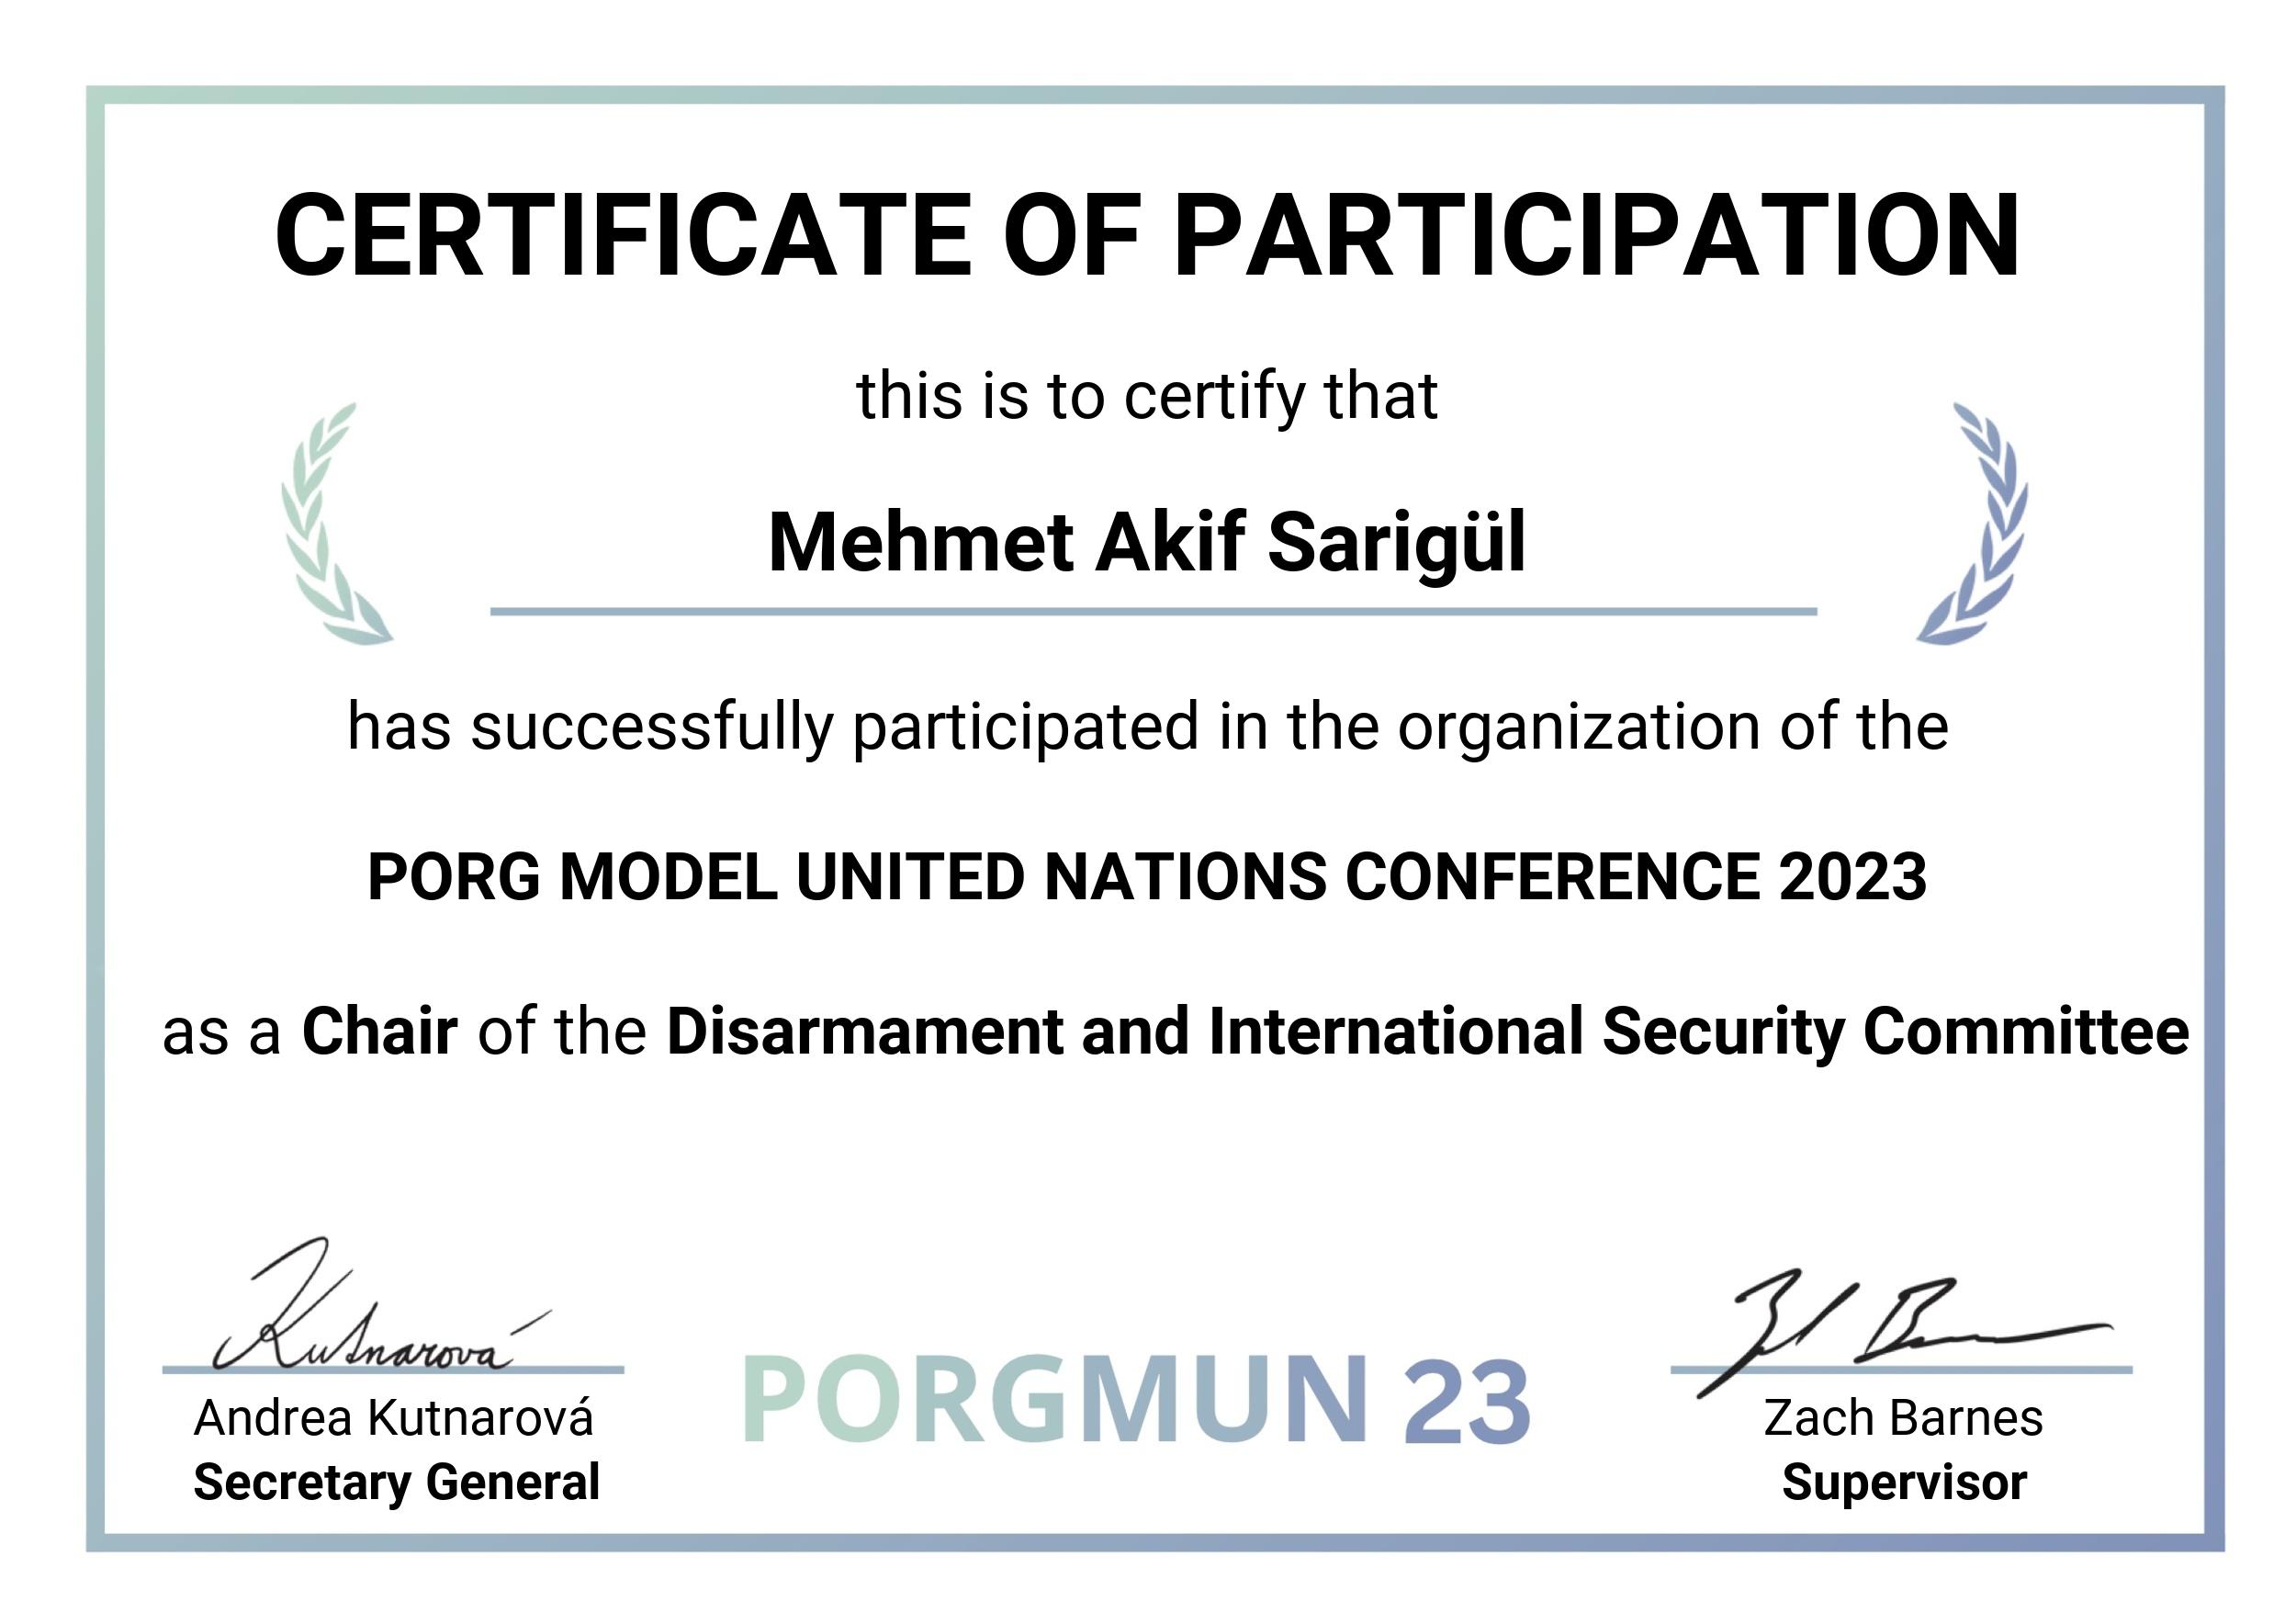 CERTIFICATE OF PARTICIPATION
this is to certify that
Mehmet Akif Sarigül
has successfully participated in the organization of the
PORG MODEL UNITED NATIONS CONFERENCE 2023
as a Chair of the Disarmament and International Security Committee
Kutnarová
Andrea Kutnarová
Secretary General
PORGMUN 23
Zach Barnes
Supervisor